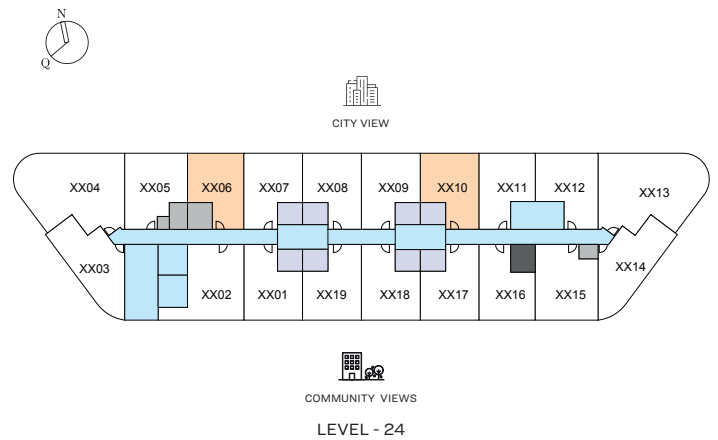 N
Q
CITY VIEW
XX04 XX05 XX06 XX07 XX08 XX09 XX10 XX11 XX12 XX13
XX03 XX14
XX02 XX01 XX19 XX18 XX17 XX16 XX15
COMMUNITY VIEWS
LEVEL - 24